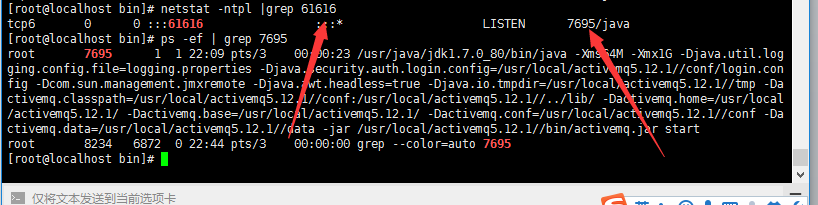 [root@localhost bin]# netstat -ntpl |grep 61616
tcp6 0 0 :::61616 :::* LISTEN 7695/java
[root@localhost bin]# ps -ef | grep 7695
root 7695 1 1 22:09 pts/3 00:00:23 /usr/java/jdk1.7.0_80/bin/java -Xms64M -Xmx1G -Djava.util.log
ging.config.file=logging.properties -Djava.security.auth.login.config=/usr/local/activemq5.12.1//conf/login.con
fig -Dcom.sun.management.jmxremote -Djava.awt.headless=true -Djava.io.tmpdir=/usr/local/activemq5.12.1//tmp -Da
ctivemq.classpath=/usr/local/activemq5.12.1//conf:/usr/local/activemq5.12.1//../lib/ -Dactivemq.home=/usr/local
/activemq5.12.1/ -Dactivemq.base=/usr/local/activemq5.12.1/ -Dactivemq.conf=/usr/local/activemq5.12.1//conf -Da
ctivemq.data=/usr/local/activemq5.12.1//data -jar /usr/local/activemq5.12.1//bin/activemq.jar start
root 8234 6872 0 22:44 pts/3 00:00:00 grep --color=auto 7695
[root@localhost bin]#
仅将文本发送到当前选项卡